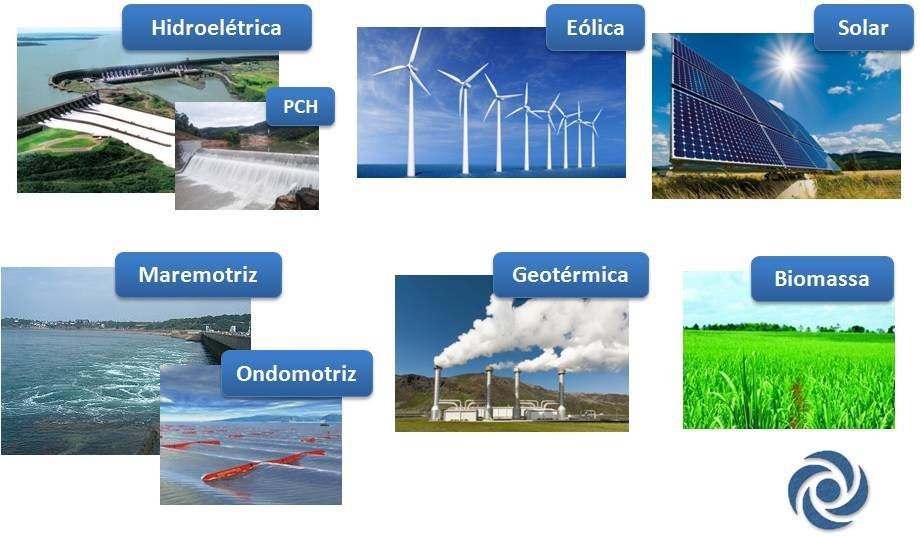 Hidroelétrica
PCH
Eólica
Solar
Maremotriz
Ondomotriz
Geotérmica
Biomassa